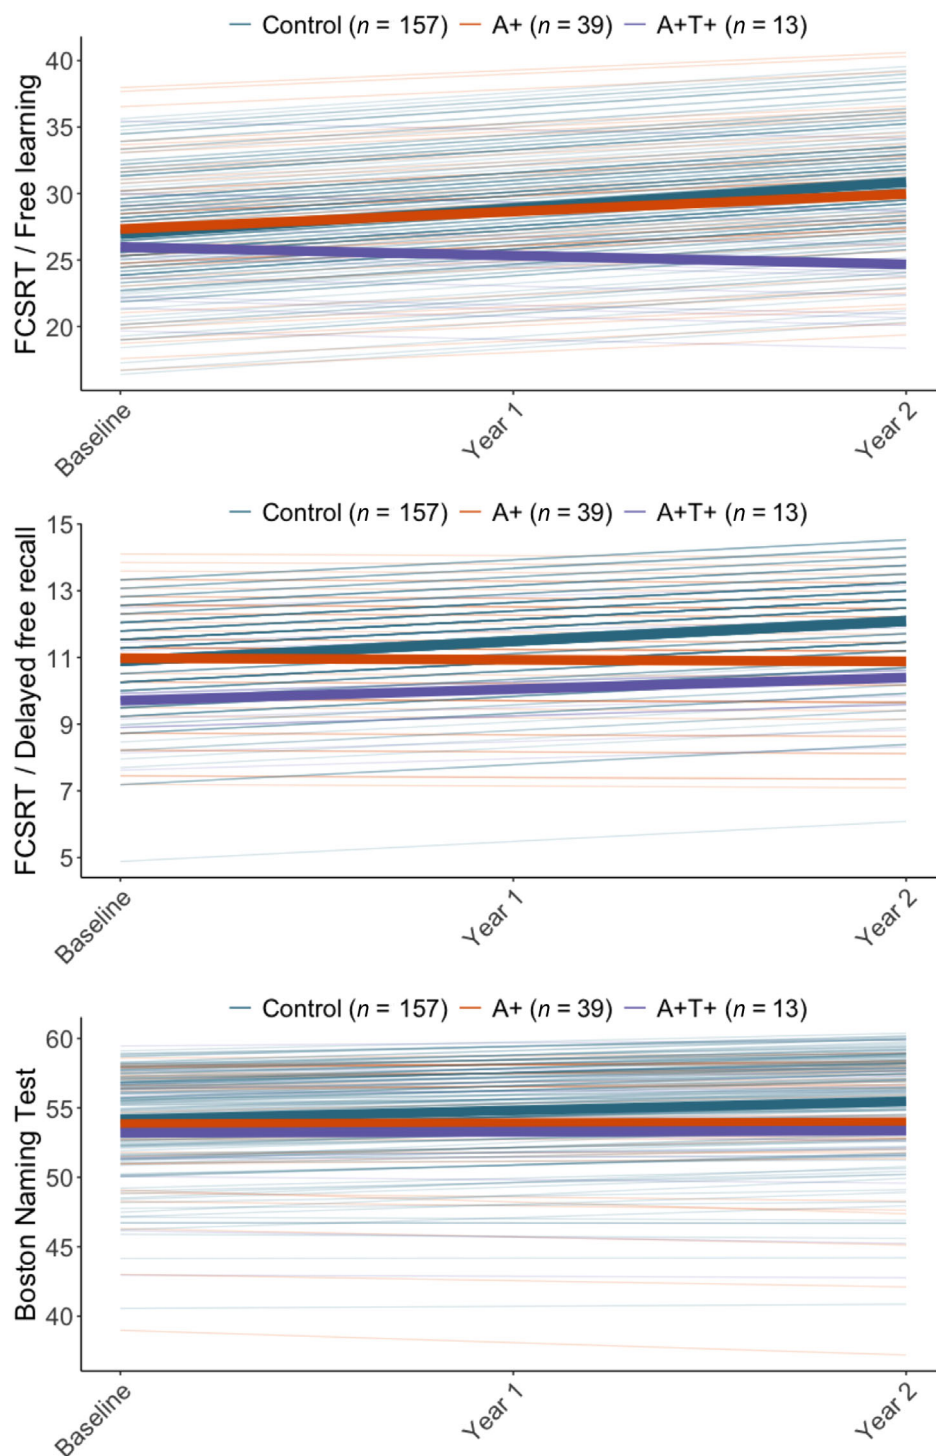 Control (n = 157) A+ (n = 39) A+T+ (n = 13)
FCSRT / Free learning
40
35
30
25
20
Baseline
Year 1
Year 2
Control (n = 157) A+ (n = 39) A+T+ (n = 13)
FCSRT / Delayed free recall
15
13
11
9
7
5
Baseline
Year 1
Year 2
Control (n = 157) A+ (n = 39) A+T+ (n = 13)
Boston Naming Test
60
55
50
45
40
Baseline
Year 1
Year 2